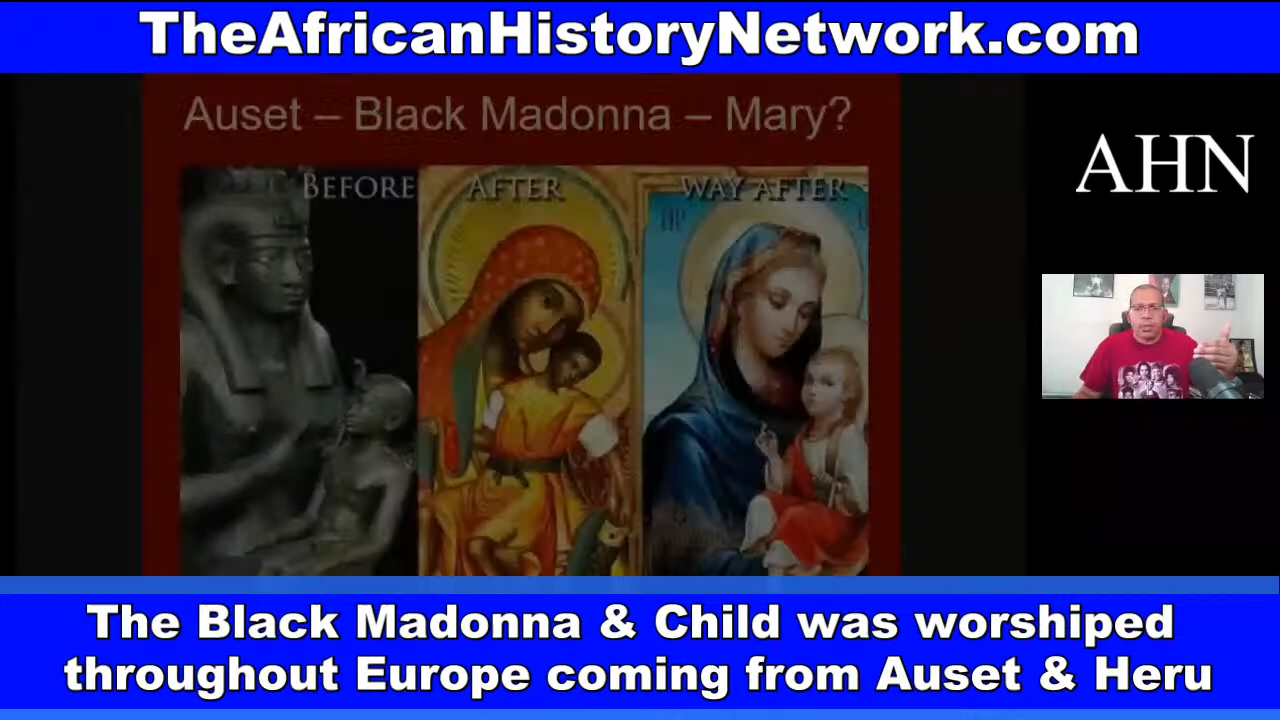 TheAfricanHistoryNetwork.com
Auset – Black Madonna – Mary?
BEFORE
AFTER
WAY AFTER
AHN
The Black Madonna & Child was worshiped
throughout Europe coming from Auset & Heru